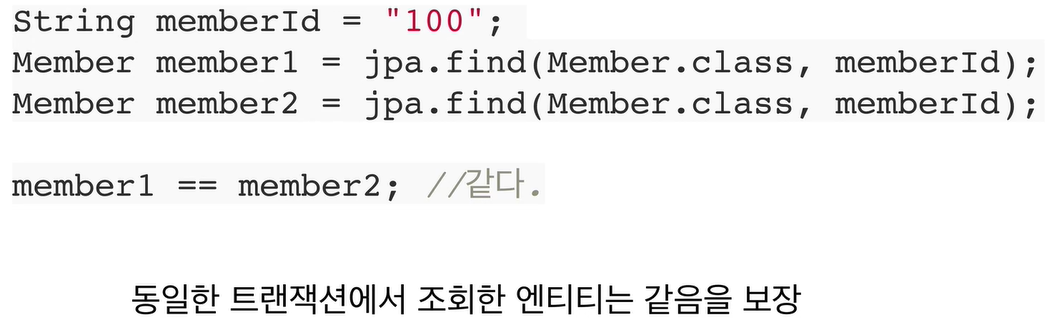 String memberId = "100";
Member member1 = jpa.find(Member.class, memberId);
Member member2 = jpa.find(Member.class, memberId);
member1 == member2; //같다.
동일한 트랜잭션에서 조회한 엔티티는 같음을 보장